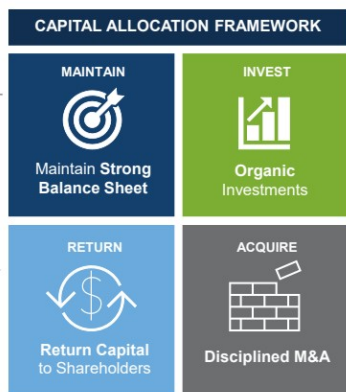 CAPITAL ALLOCATION FRAMEWORK
MAINTAIN
Maintain Strong
Balance Sheet
INVEST
Organic
Investments
RETURN
$
Return Capital
to Shareholders
ACQUIRE
Disciplined M&A